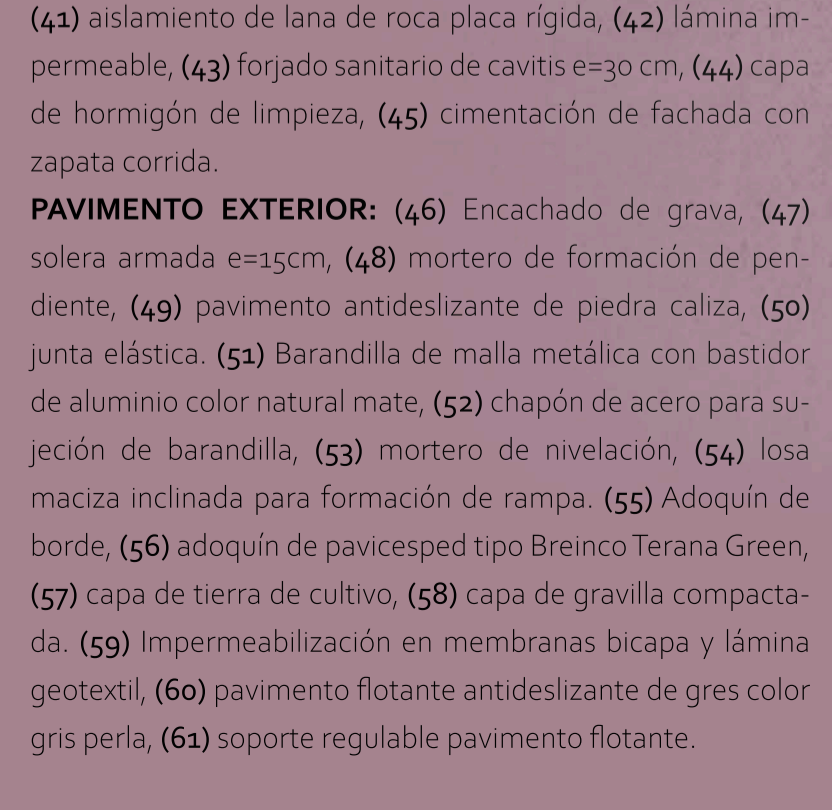 (41) aislamiento de lana de roca placa rígida, (42) lámina im-
permeable, (43) forjado sanitario de cavitis e=30 cm, (44) capa
de hormigón de limpieza, (45) cimentación de fachada con
zapata corrida.
PAVIMENTO EXTERIOR: (46) Encachado de grava, (47)
solera armada e=15cm, (48) mortero de formación de pen-
diente, (49) pavimento antideslizante de piedra caliza, (50)
junta elástica. (51) Barandilla de malla metálica con bastidor
de aluminio color natural mate, (52) chapón de acero para su-
jeción de barandilla, (53) mortero de nivelación, (54) losa
maciza inclinada para formación de rampa. (55) Adoquín de
borde, (56) adoquín de pavicesped tipo Breinco Terana Green,
(57) capa de tierra de cultivo, (58) capa de gravilla compacta-
da. (59) Impermeabilización en membranas bicapa y lámina
geotextil, (60) pavimento flotante antideslizante de gres color
gris perla, (61) soporte regulable pavimento flotante.